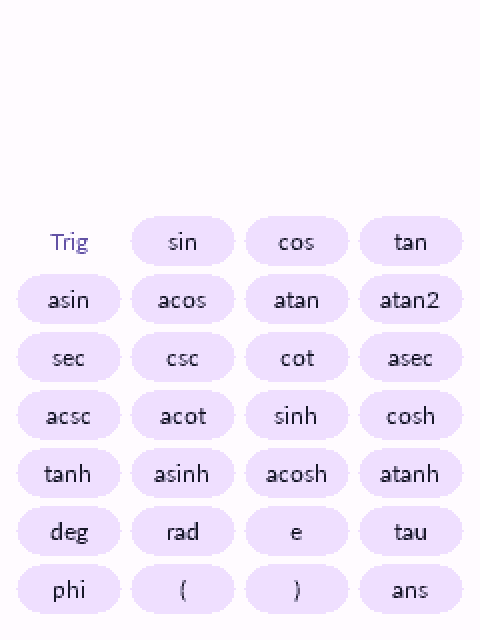 Trig sin cos tan
asin acos atan atan2
sec csc cot asec
acsc acot sinh cosh
tanh asinh acosh atanh
deg rad e tau
phi ( ) ans